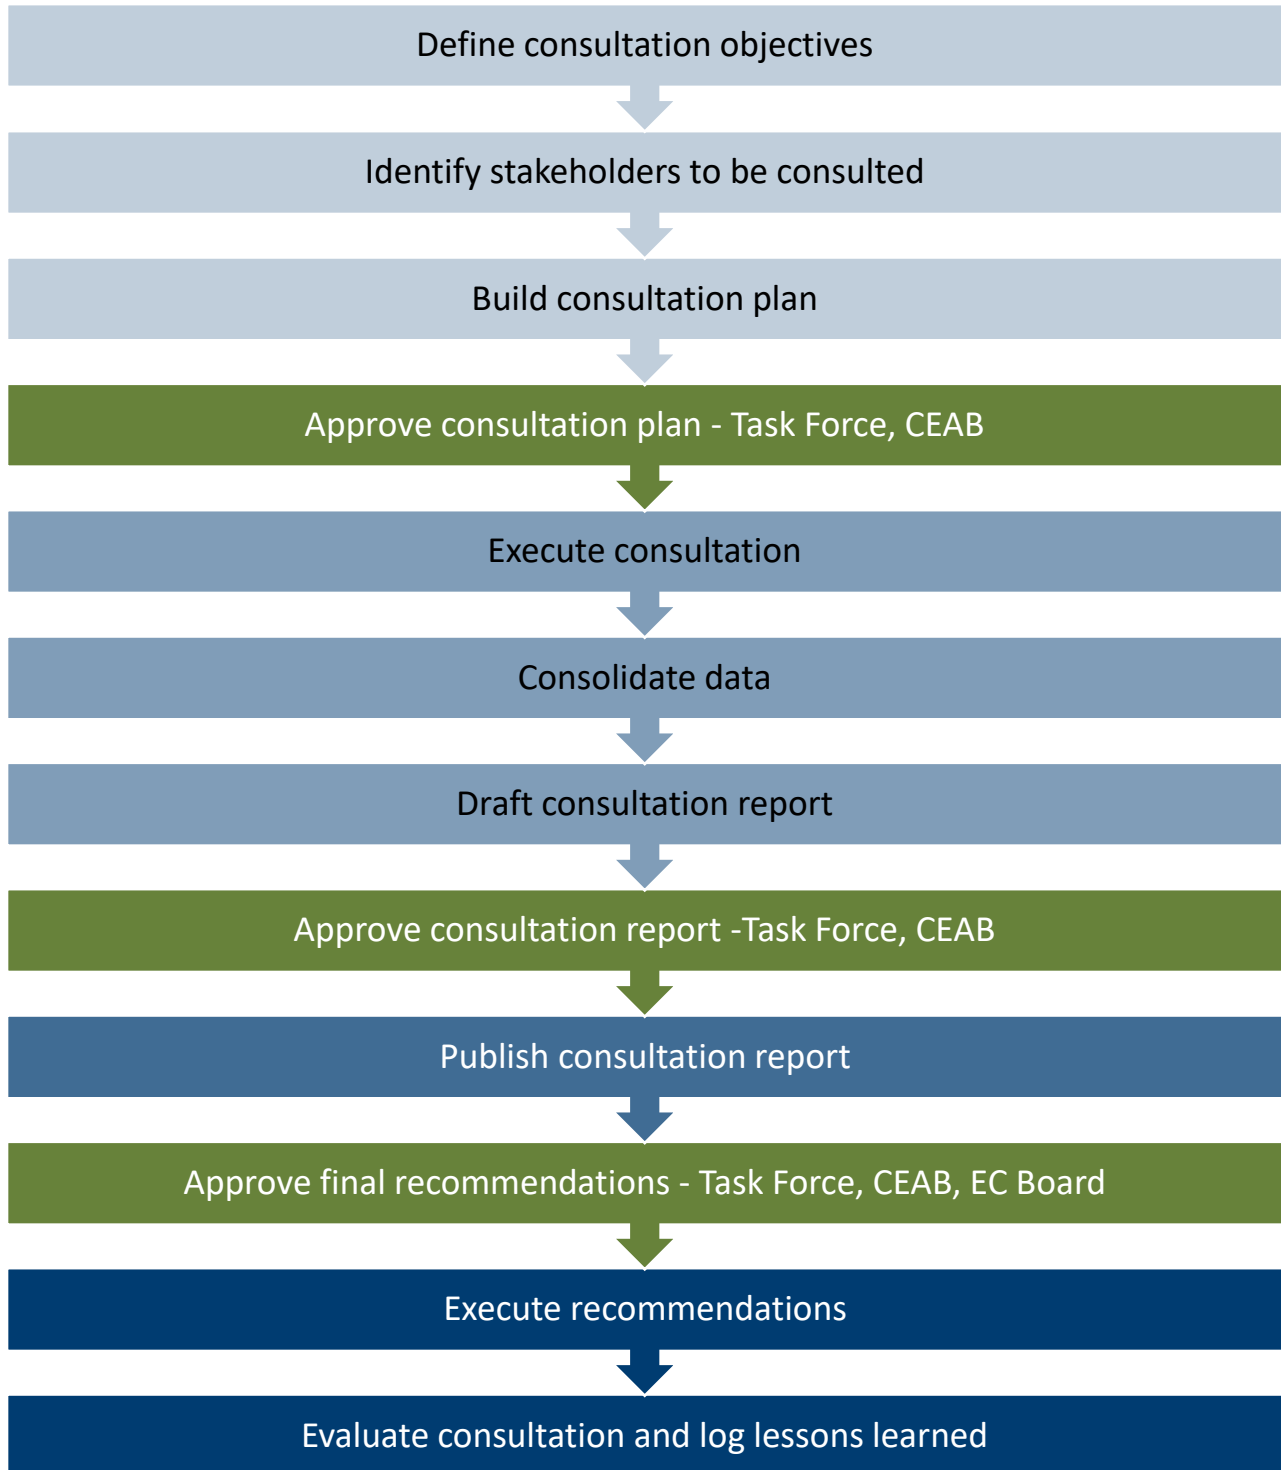 Define consultation objectives
Identify stakeholders to be consulted
Build consultation plan
Approve consultation plan - Task Force, CEAB
Execute consultation
Consolidate data
Draft consultation report
Approve consultation report -Task Force, CEAB
Publish consultation report
Approve final recommendations - Task Force, CEAB, EC Board
Execute recommendations
Evaluate consultation and log lessons learned